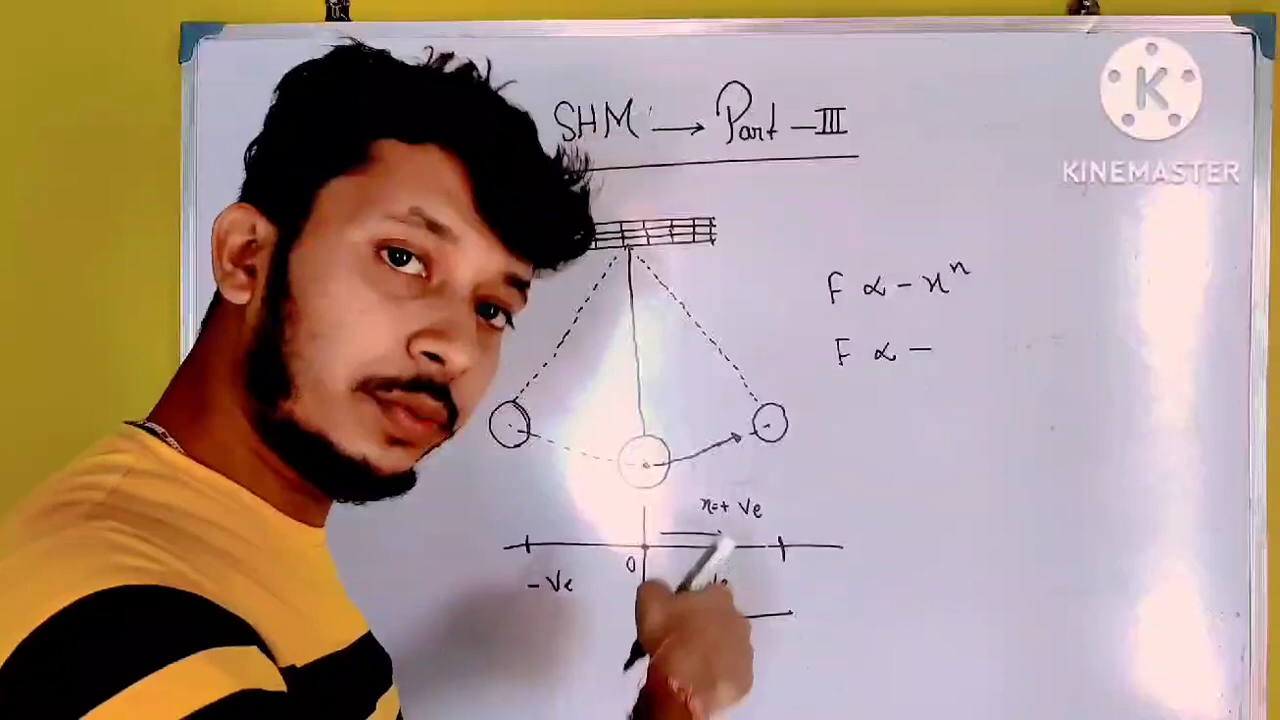 SHM → Part - III
F ∝ - x^n
F ∝ -
x=+ve
0
- ve
K
KINEMASTER